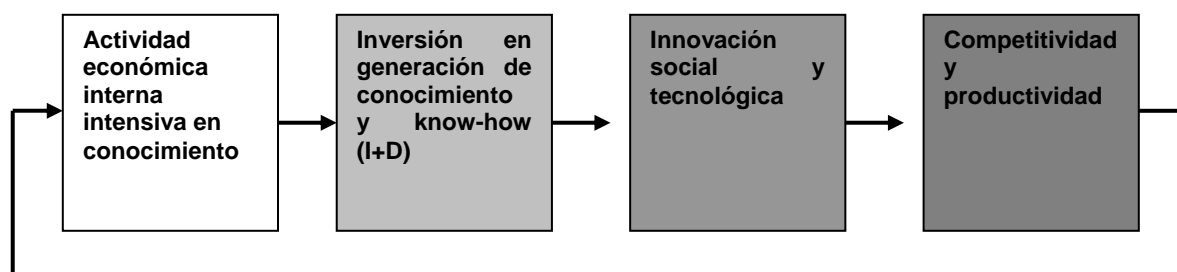 Actividad
económica
interna
intensiva en
conocimiento
Inversión en
generación de
conocimiento
y know-how
(I+D)
Innovación
social y
tecnológica
Competitividad
y
productividad